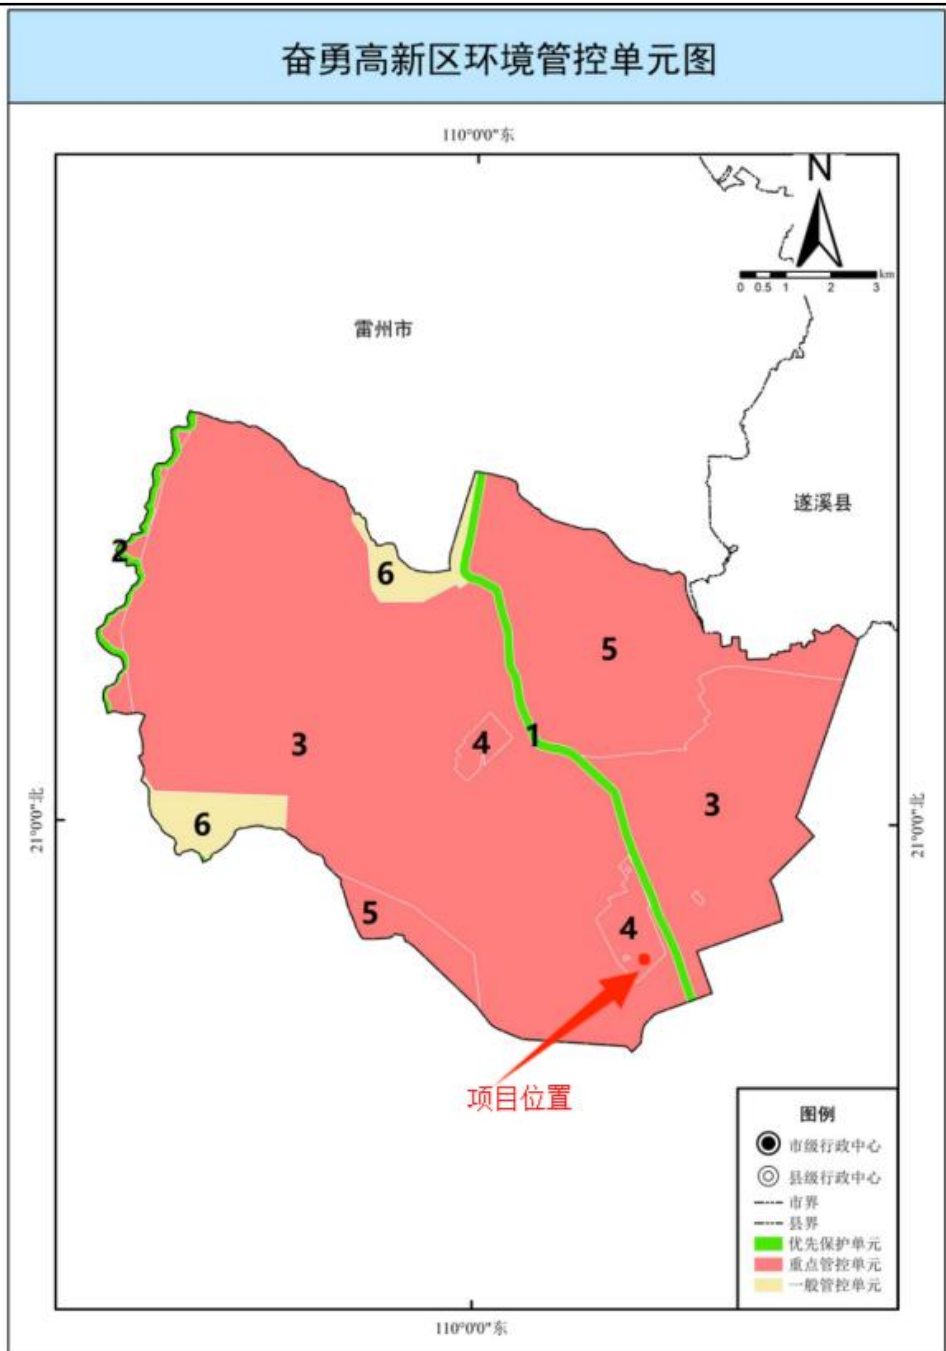 奋勇高新区环境管控单元图
110°0'0"东
N
km
0 0.5 1 2 3
雷州市
遂溪县
2
6
5
1
4
3
3
6
21°0'0"北
21°0'0"北
5
4
项目位置
图例
市级行政中心
县级行政中心
市界
县界
优先保护单元
重点管控单元
一般管控单元
110°0'0"东